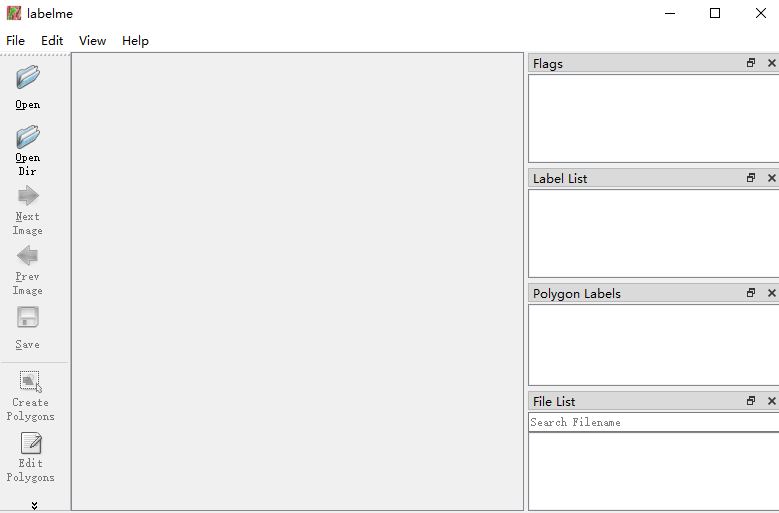 labelme
File Edit View Help
Open
Open
Dir
Next
Image
Prev
Image
Save
Create
Polygons
Edit
Polygons
Flags
Label List
Polygon Labels
File List
Search Filename